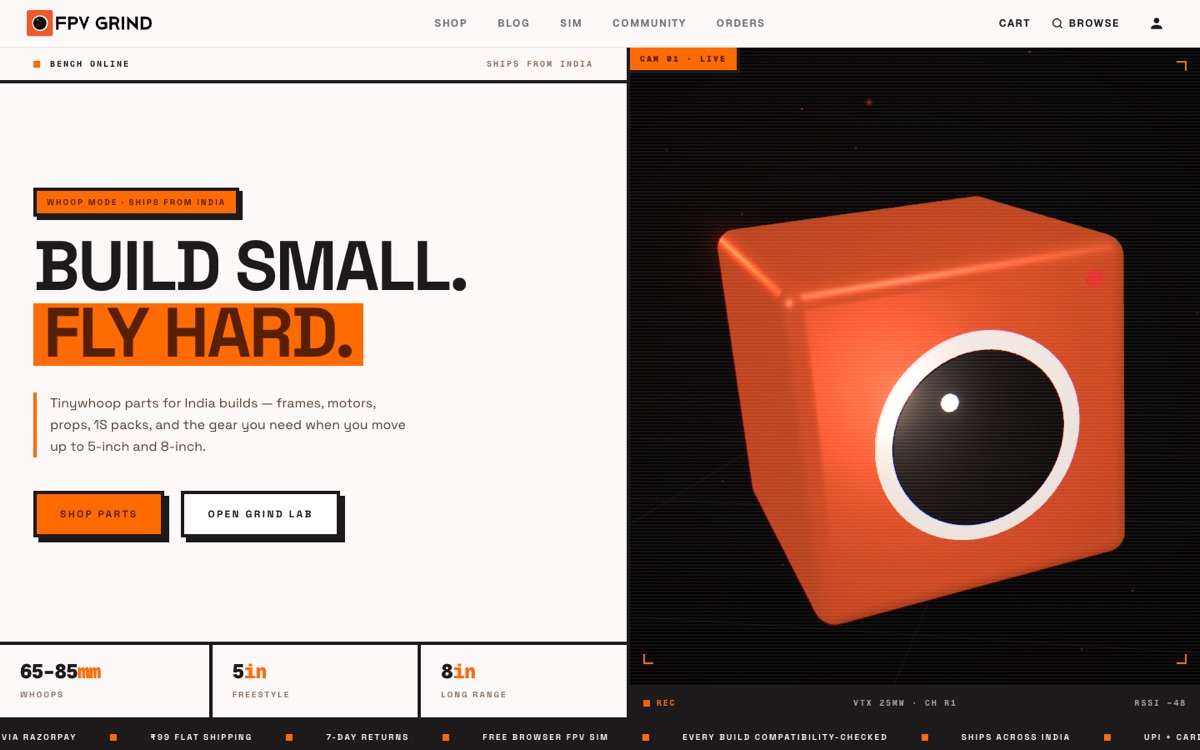 FPV GRIND
SHOP BLOG SIM COMMUNITY ORDERS
CART BROWSE
BENCH ONLINE
SHIPS FROM INDIA
CAM 01 · LIVE
WHOOP MODE · SHIPS FROM INDIA
BUILD SMALL.
FLY HARD.
Tinywhoop parts for India builds — frames, motors,
props, 1S packs, and the gear you need when you move
up to 5-inch and 8-inch.
SHOP PARTS
OPEN GRIND LAB
65–85mm
WHOOPS
5in
FREESTYLE
8in
LONG RANGE
REC
VTX 25MW · CH R1
RSSI −48
VIA RAZORPAY ₹99 FLAT SHIPPING 7-DAY RETURNS FREE BROWSER FPV SIM EVERY BUILD COMPATIBILITY-CHECKED SHIPS ACROSS INDIA UPI +